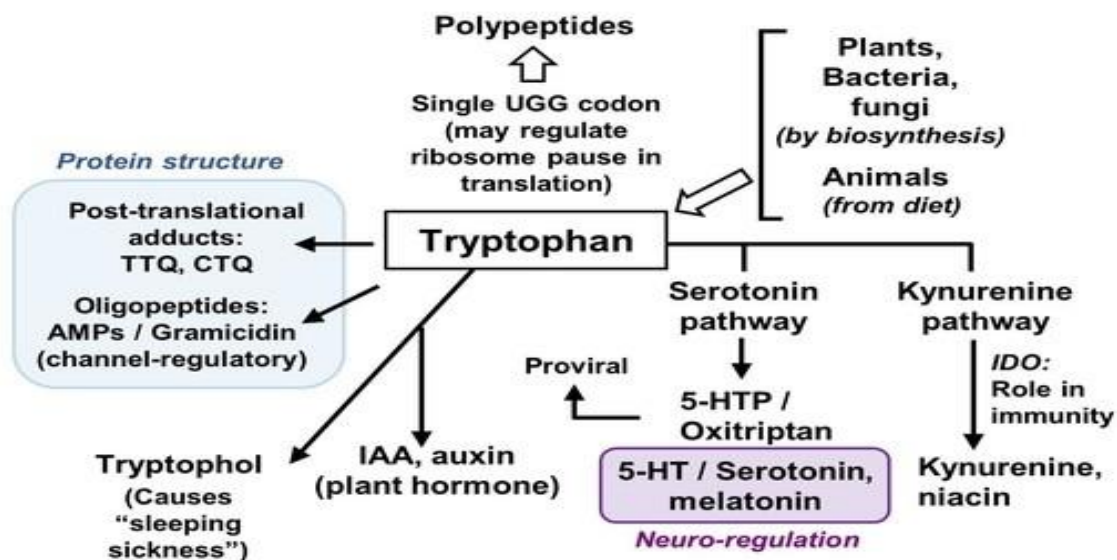 Polypeptides
Single UGG codon
(may regulate
ribosome pause in
translation)
Plants,
Bacteria,
fungi
(by biosynthesis)
Animals
(from diet)
Protein structure
Post-translational
adducts:
TTQ, CTQ
Oligopeptides:
AMPs / Gramicidin
(channel-regulatory)
Tryptophan
Serotonin
pathway
Kynurenine
pathway
Proviral
IDO:
Role in
immunity
5-HTP /
Oxitriptan
Tryptophol
(Causes
“sleeping
sickness”)
IAA, auxin
(plant hormone)
5-HT / Serotonin,
melatonin
Neuro-regulation
Kynurenine,
niacin